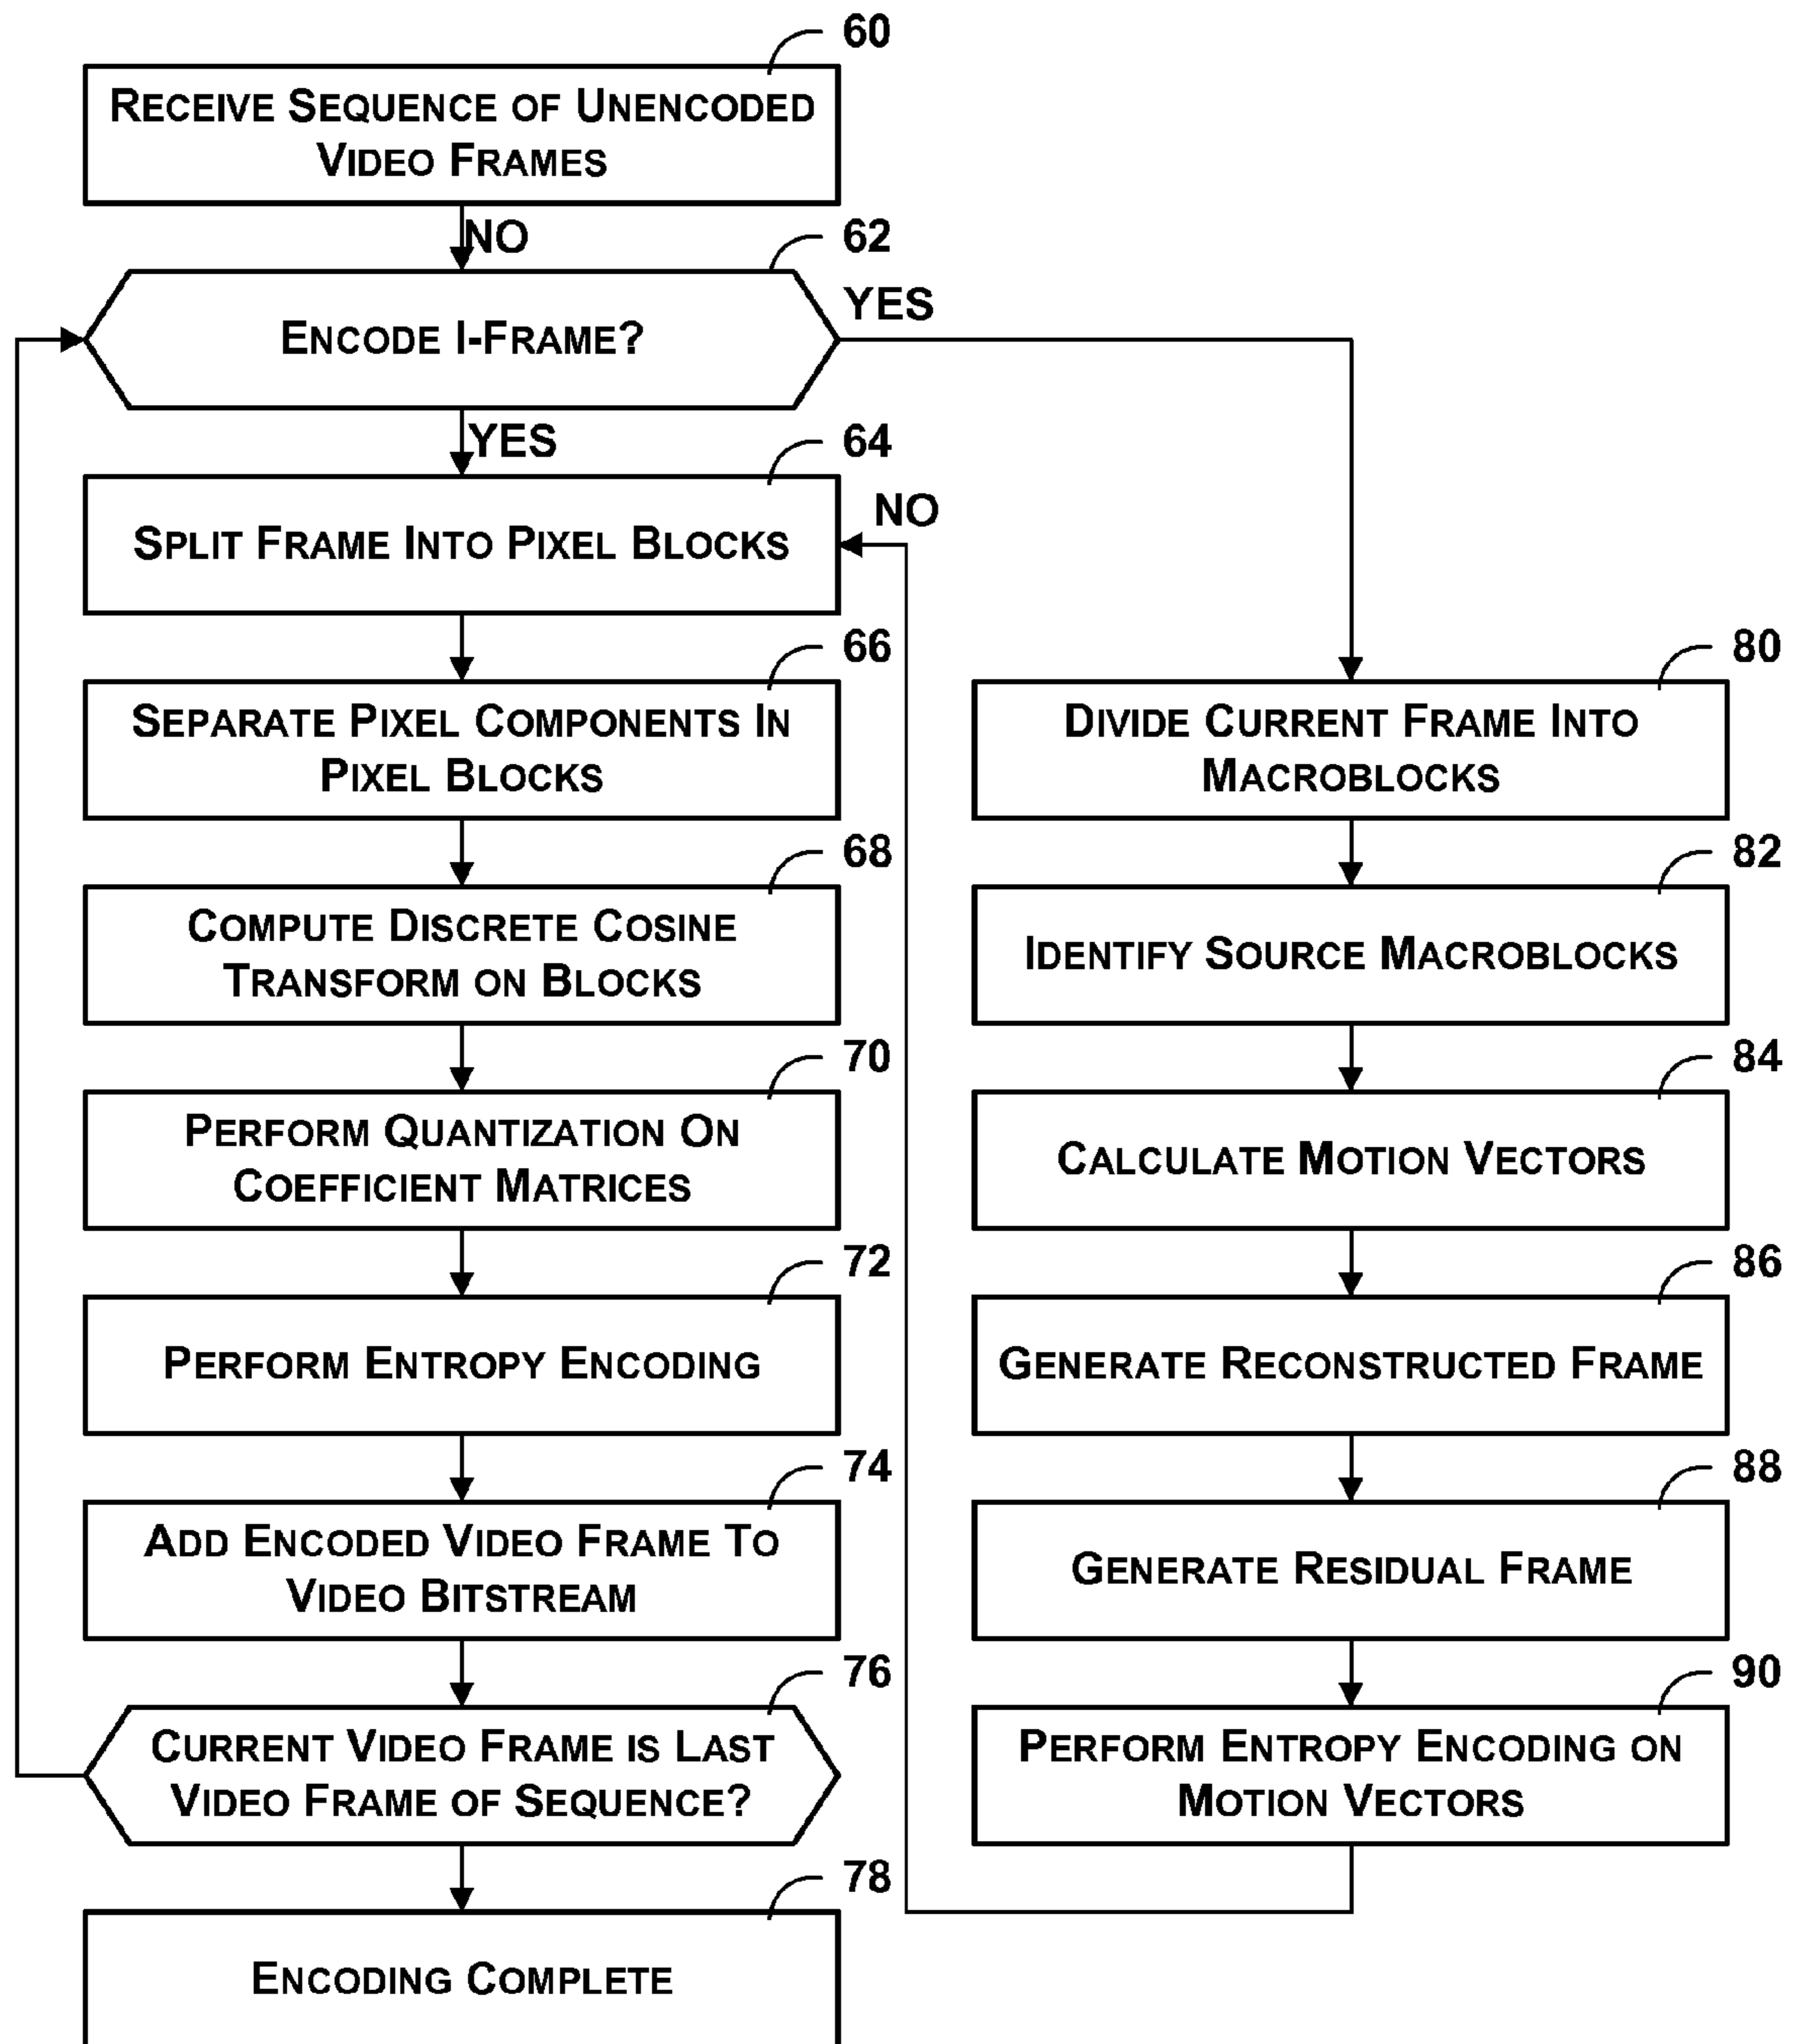 60
RECEIVE SEQUENCE OF UNENCODED
VIDEO FRAMES
NO
62
ENCODE I-FRAME?
YES
YES
64
SPLIT FRAME INTO PIXEL BLOCKS
NO
66
SEPARATE PIXEL COMPONENTS IN
PIXEL BLOCKS
68
COMPUTE DISCRETE COSINE
TRANSFORM ON BLOCKS
70
PERFORM QUANTIZATION ON
COEFFICIENT MATRICES
72
PERFORM ENTROPY ENCODING
74
ADD ENCODED VIDEO FRAME TO
VIDEO BITSTREAM
76
CURRENT VIDEO FRAME IS LAST
VIDEO FRAME OF SEQUENCE?
78
ENCODING COMPLETE
80
DIVIDE CURRENT FRAME INTO
MACROBLOCKS
82
IDENTIFY SOURCE MACROBLOCKS
84
CALCULATE MOTION VECTORS
86
GENERATE RECONSTRUCTED FRAME
88
GENERATE RESIDUAL FRAME
90
PERFORM ENTROPY ENCODING ON
MOTION VECTORS